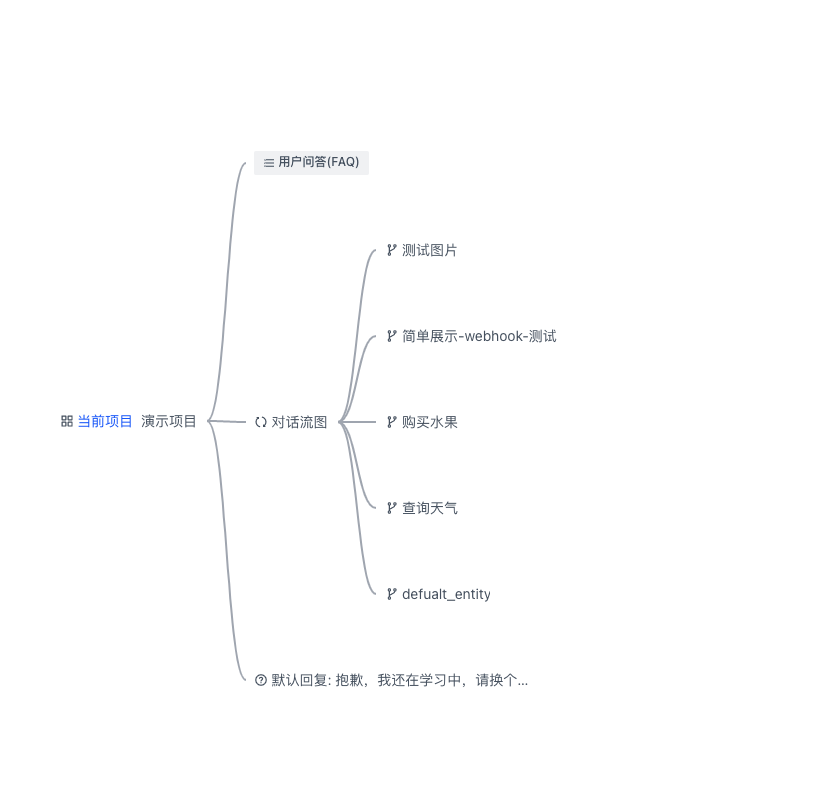 用户问答(FAQ)
测试图片
简单展示-webhook-测试
当前项目 演示项目
对话流图
购买水果
查询天气
defualt_entity
默认回复: 抱歉，我还在学习中，请换个...